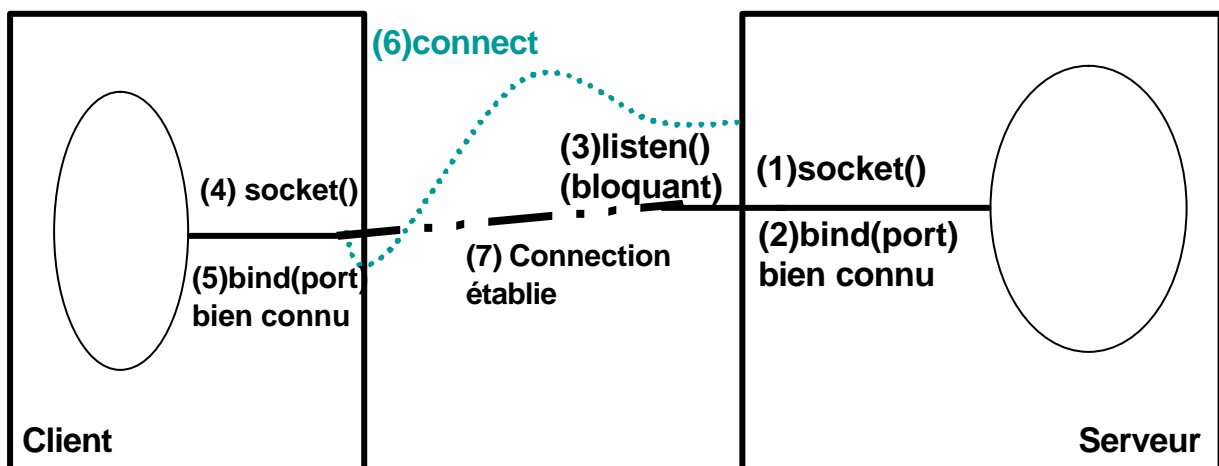 (6)connect
(3)listen()
(bloquant)
(1)socket()
(4) socket()
(2)bind(port)
bien connu
(7) Connection
établie
(5)bind(port)
bien connu
Client
Serveur